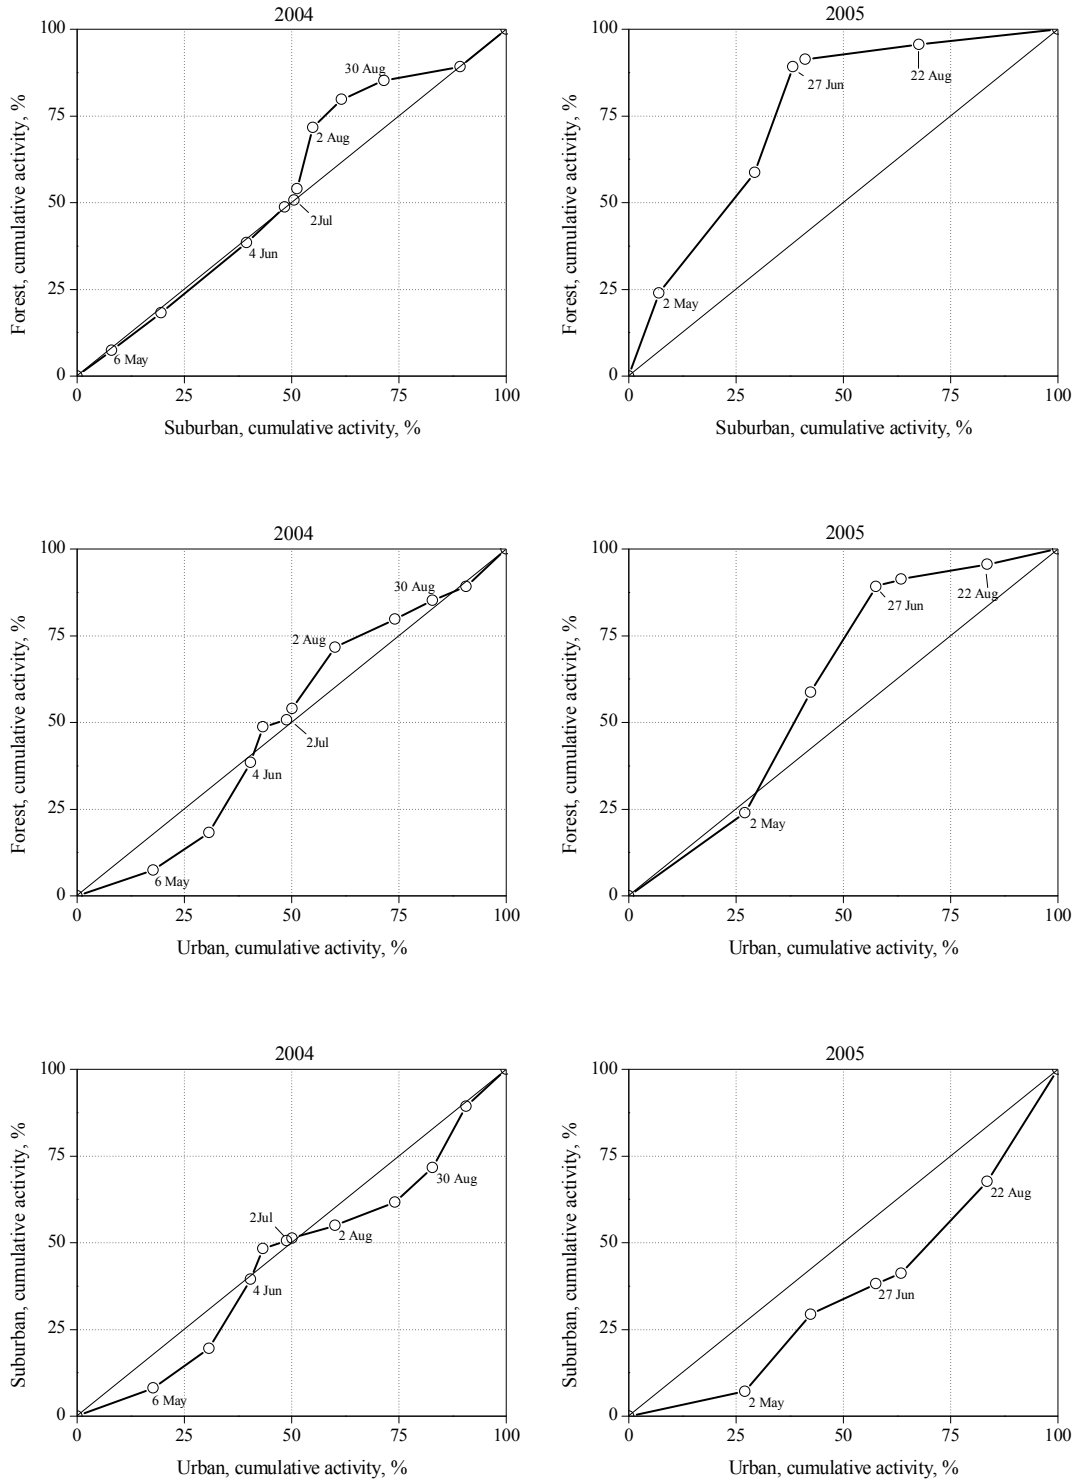 2004
100
75
50
25
0
Forest, cumulative activity, %
30 Aug
2 Aug
2Jul
4 Jun
6 May
0 25 50 75 100
Suburban, cumulative activity, %
2005
100
75
50
25
0
Forest, cumulative activity, %
27 Jun
22 Aug
2 May
0 25 50 75 100
Suburban, cumulative activity, %
2004
100
75
50
25
0
Forest, cumulative activity, %
30 Aug
2 Aug
2Jul
4 Jun
6 May
0 25 50 75 100
Urban, cumulative activity, %
2005
100
75
50
25
0
Forest, cumulative activity, %
22 Aug
27 Jun
2 May
0 25 50 75 100
Urban, cumulative activity, %
2004
100
75
50
25
0
Suburban, cumulative activity, %
30 Aug
2Jul
2 Aug
4 Jun
6 May
0 25 50 75 100
Urban, cumulative activity, %
2005
100
75
50
25
0
Suburban, cumulative activity, %
22 Aug
27 Jun
2 May
0 25 50 75 100
Urban, cumulative activity, %